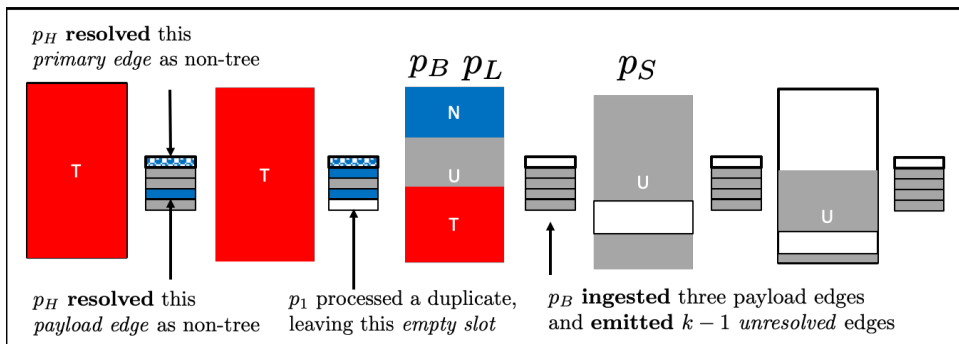 p_H resolved this
primary edge as non-tree
p_B p_L
p_S
T
T
N
U
T
U
U
p_H resolved this
payload edge as non-tree
p_1 processed a duplicate,
leaving this empty slot
p_B ingested three payload edges
and emitted k − 1 unresolved edges